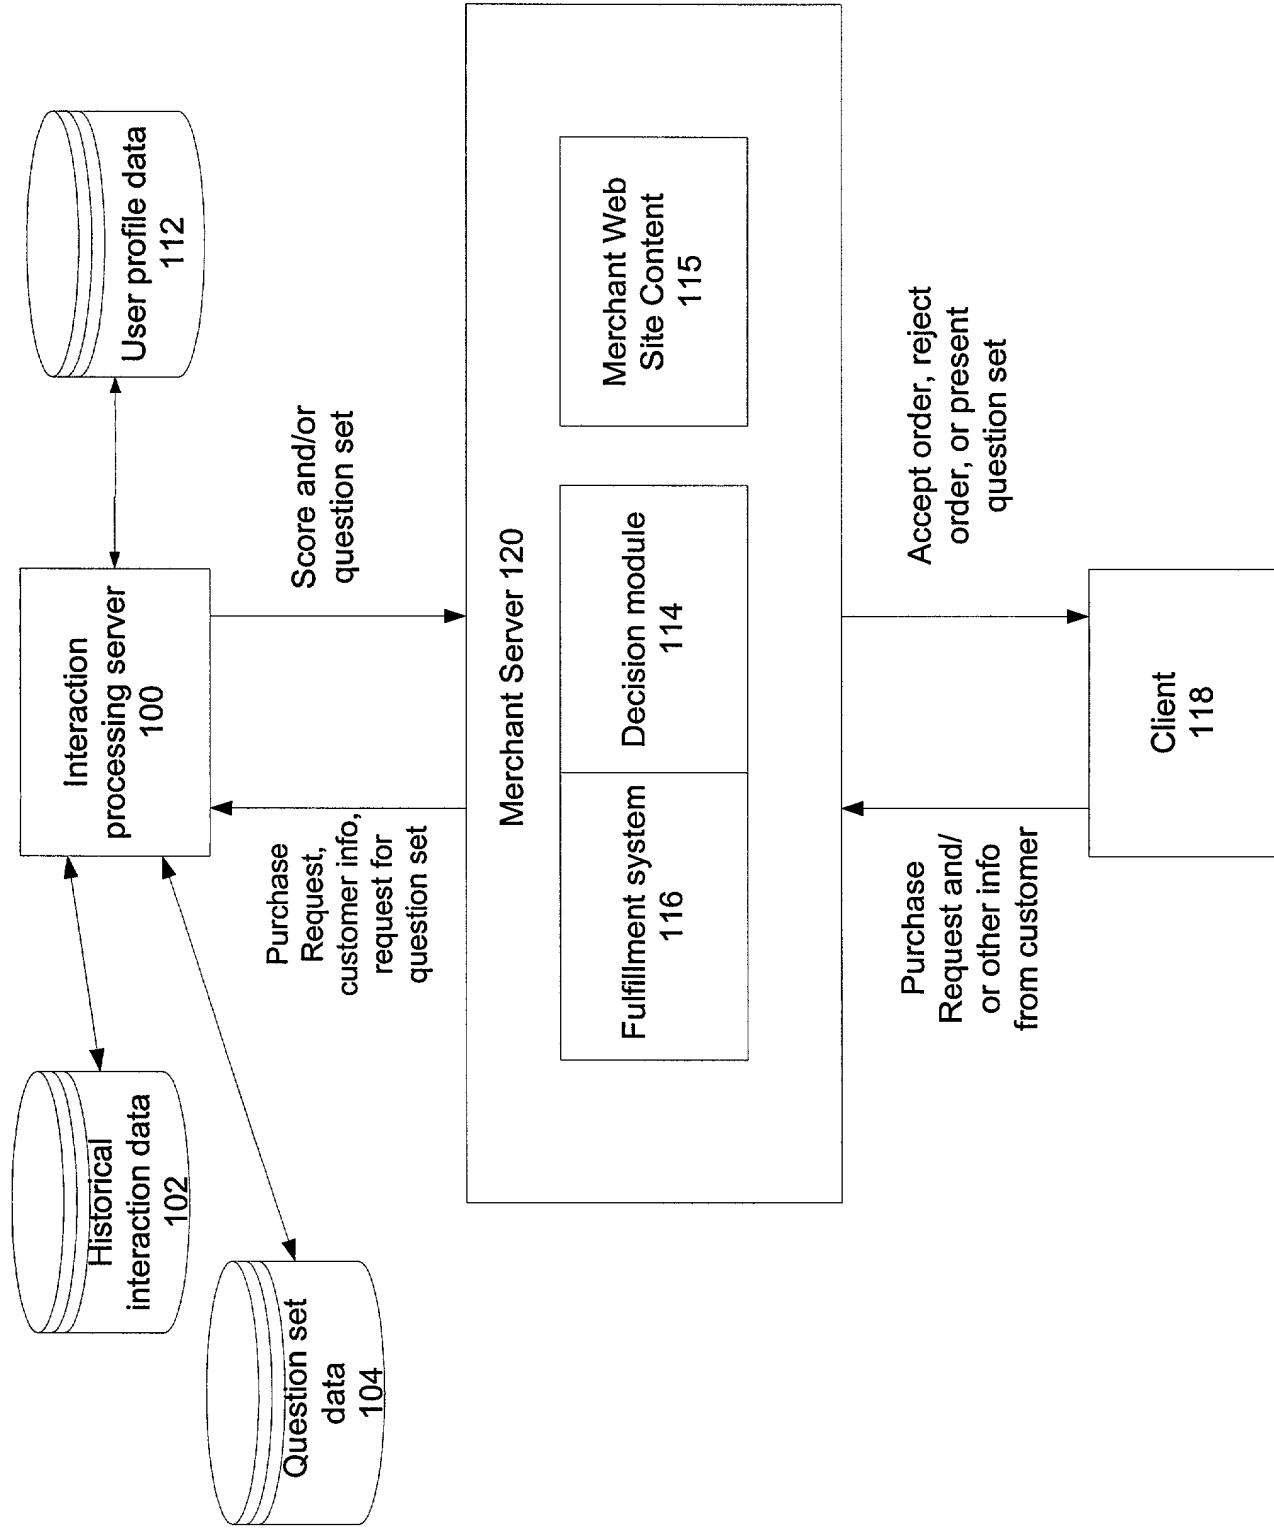 Historical
interaction data
102
Question set
data
104
Interaction
processing server
100
User profile data
112
Purchase
Request,
customer info,
request for
question set
Score and/or
question set
Merchant Server 120
Fulfillment system
116
Decision module
114
Merchant Web
Site Content
115
Purchase
Request and/
or other info
from customer
Accept order, reject
order, or present
question set
Client
118